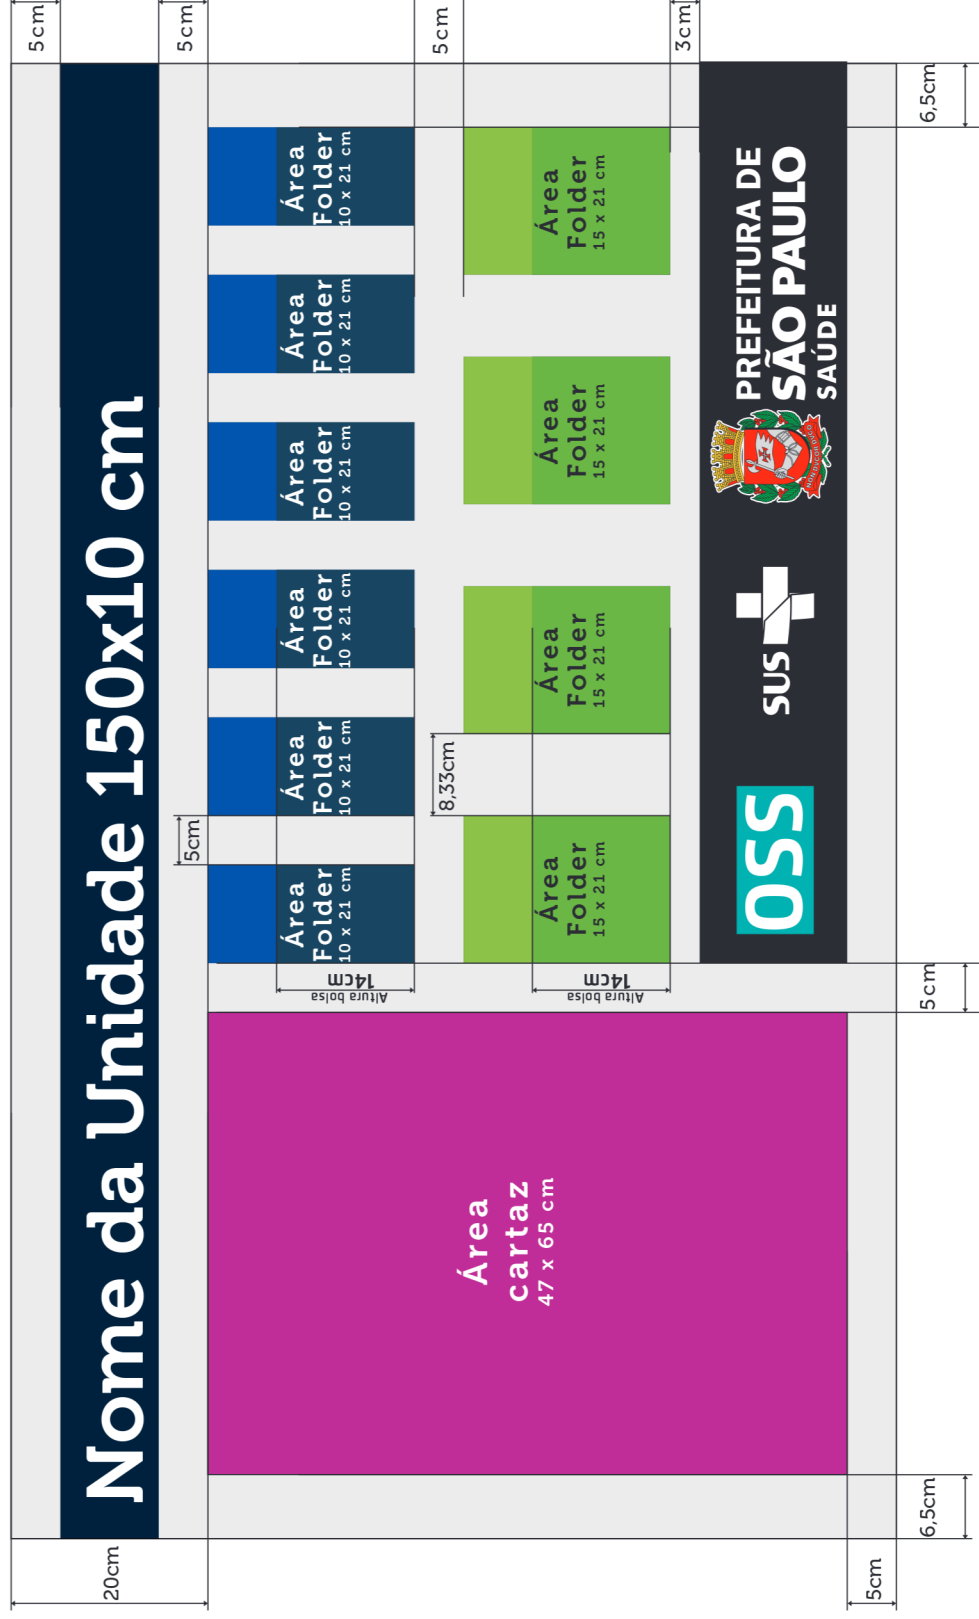 5cm
5cm
5cm
3cm
20cm
Nome da Unidade 150x10 cm
5cm
Área
Folder
10 x 21 cm
Área
Folder
10 x 21 cm
Área
Folder
10 x 21 cm
Área
Folder
10 x 21 cm
Área
Folder
10 x 21 cm
Área
Folder
10 x 21 cm
Altura bolsa
14cm
8,33cm
Área
Folder
15 x 21 cm
Área
Folder
15 x 21 cm
Área
Folder
15 x 21 cm
Área
Folder
15 x 21 cm
Altura bolsa
14cm
Área
cartaz
47 x 65 cm
OSS
SUS
NON DVCOR DVCO
PREFEITURA DE
SÃO PAULO
SAÚDE
5cm
6,5cm
5cm
6,5cm